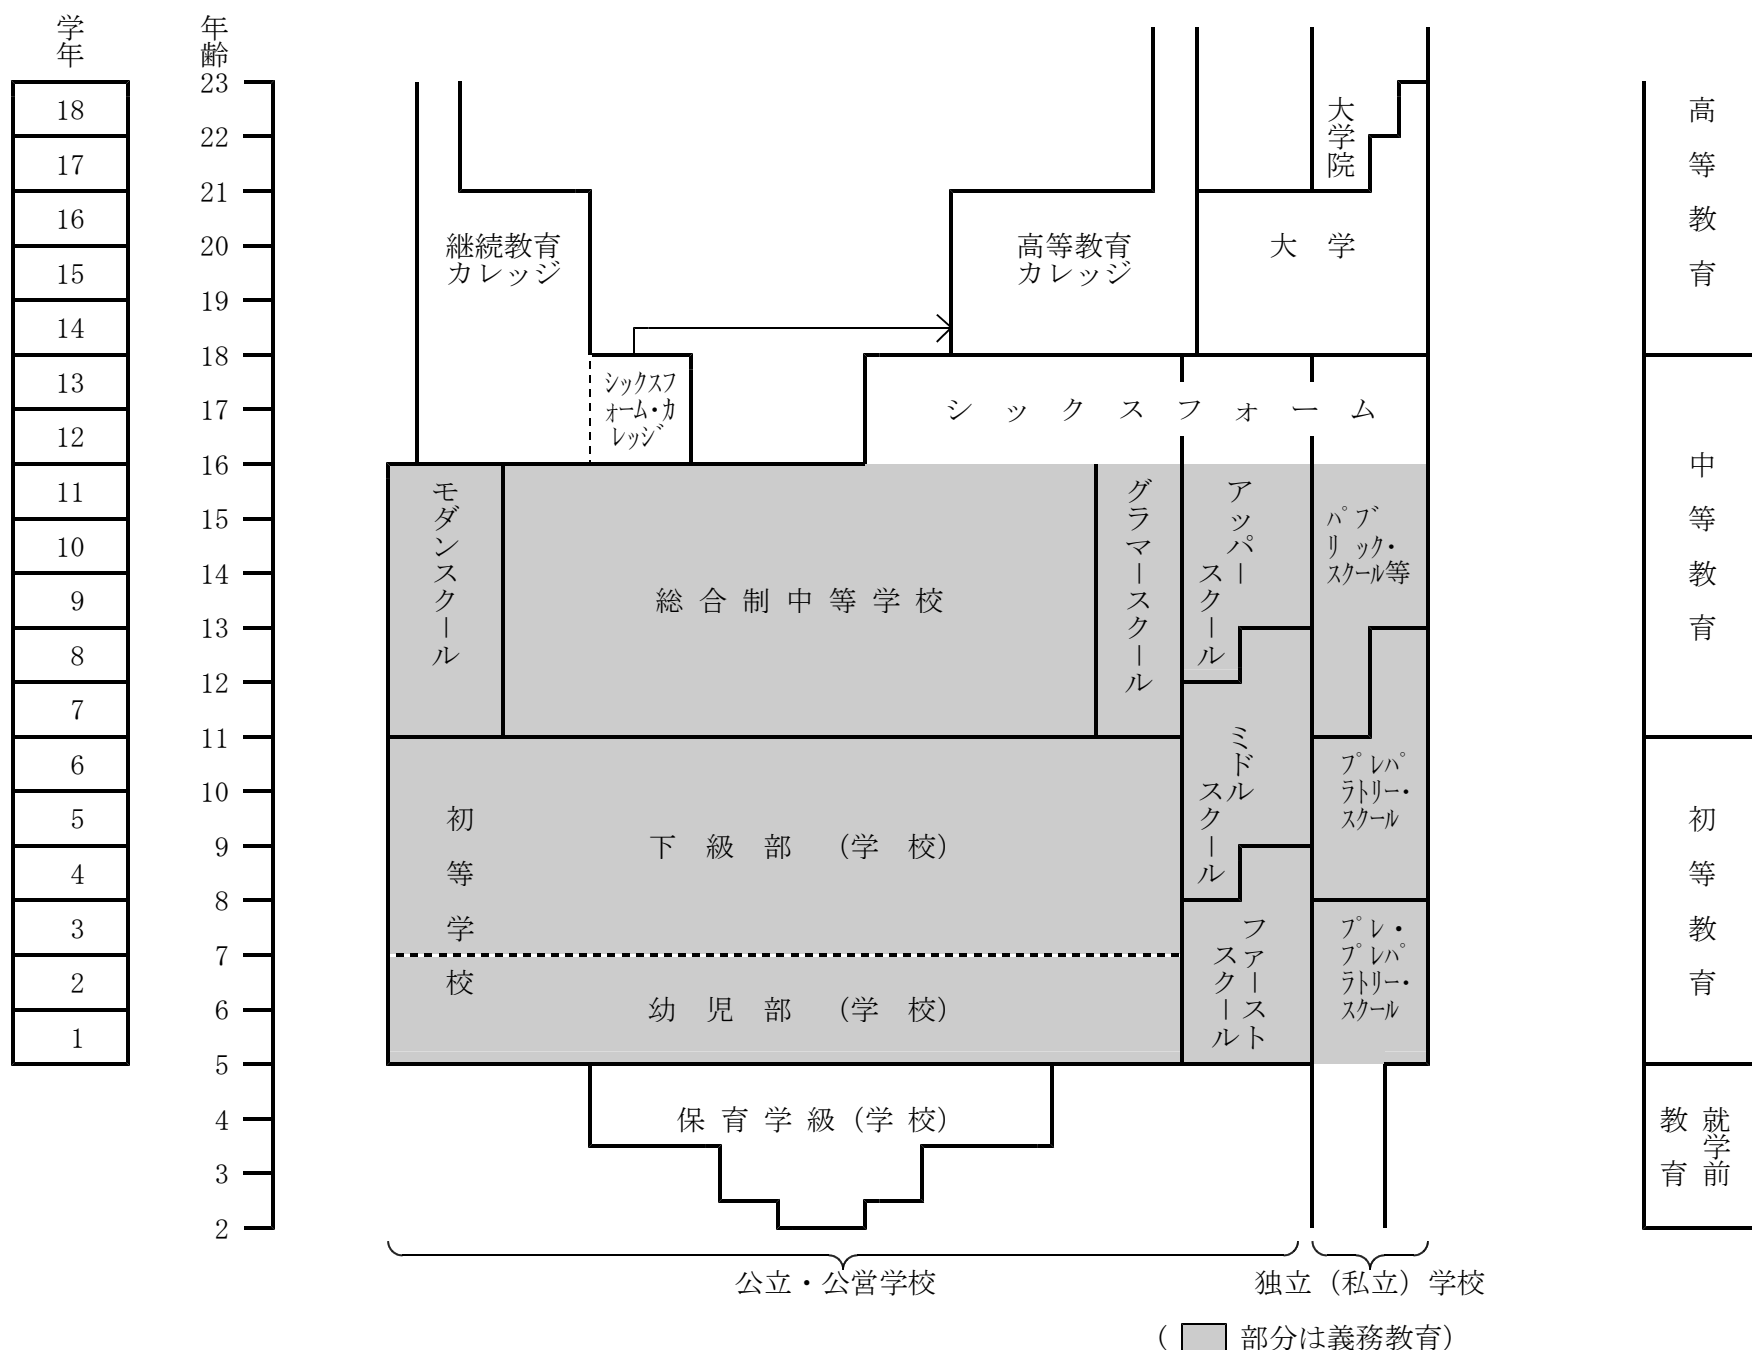 学年
年齢
23
22
21
20
19
18
17
16
15
14
13
12
11
10
9
8
7
6
5
4
3
2
18
17
16
15
14
13
12
11
10
9
8
7
6
5
4
3
2
1
大学院
継続教育
カレッジ
高等教育
カレッジ
大 学
シックスフ
ォーム・カ
レッジ
シックスフォーム
モダンスクール
総合制中等学校
グラマースクール
アッパー
スクール
パブ
リック・
スクール等
ミドル
スクール
プレパ
ラトリー・
スクール
初等学校
下級部(学校)
幼児部(学校)
ファースト
スクール
プレ・
プレパ
ラトリー・
スクール
保育学級(学校)
高等教育
中等教育
初等教育
就学前
教育
公立・公営学校
独立(私立)学校
( 部分は義務教育)